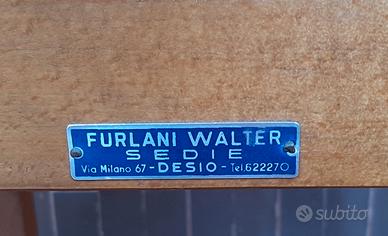 FURLANI WALTER
SEDIE
Via Milano 67 - DESIO - Tel.622270
subito